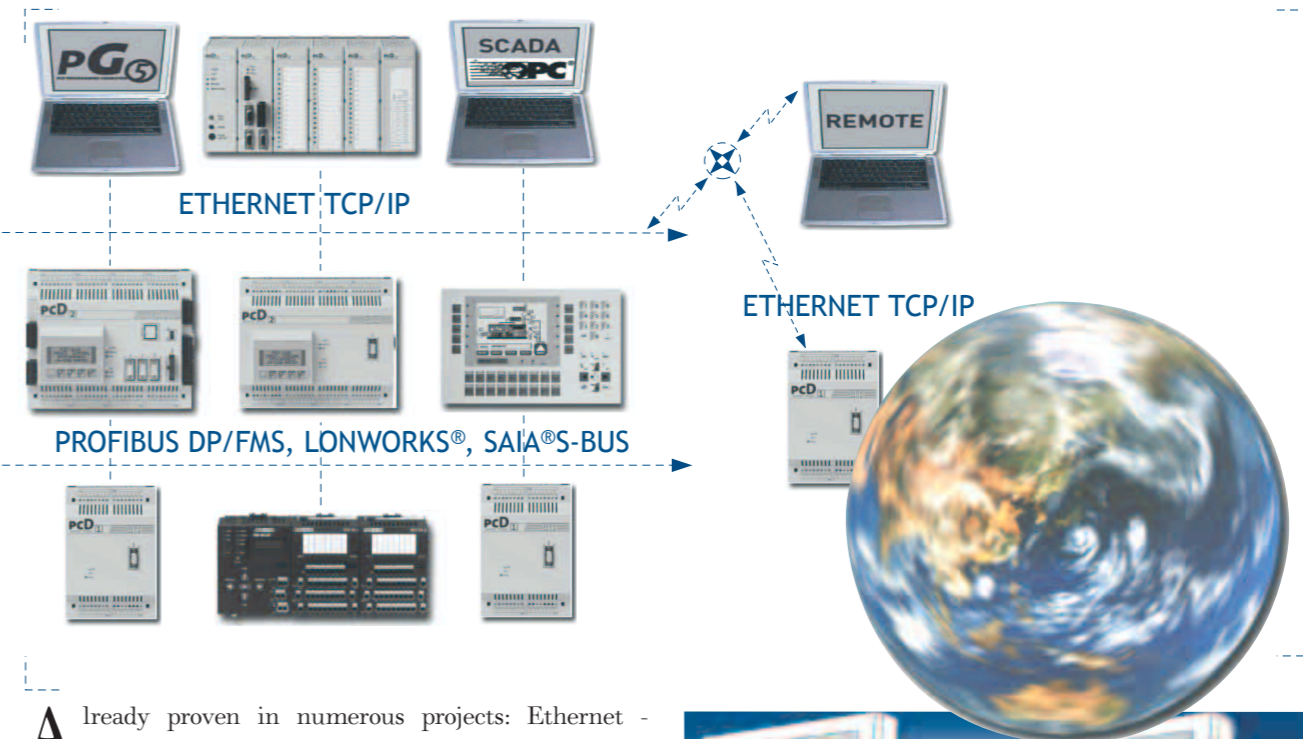 PG5
SCADA
OPC®
REMOTE
ETHERNET TCP/IP
ETHERNET TCP/IP
PCD2
PCD2
PCD1
PROFIBUS DP/FMS, LONWORKS®, SAIA®S-BUS
PCD1
PCD1
Already proven in numerous projects: Ethernet -